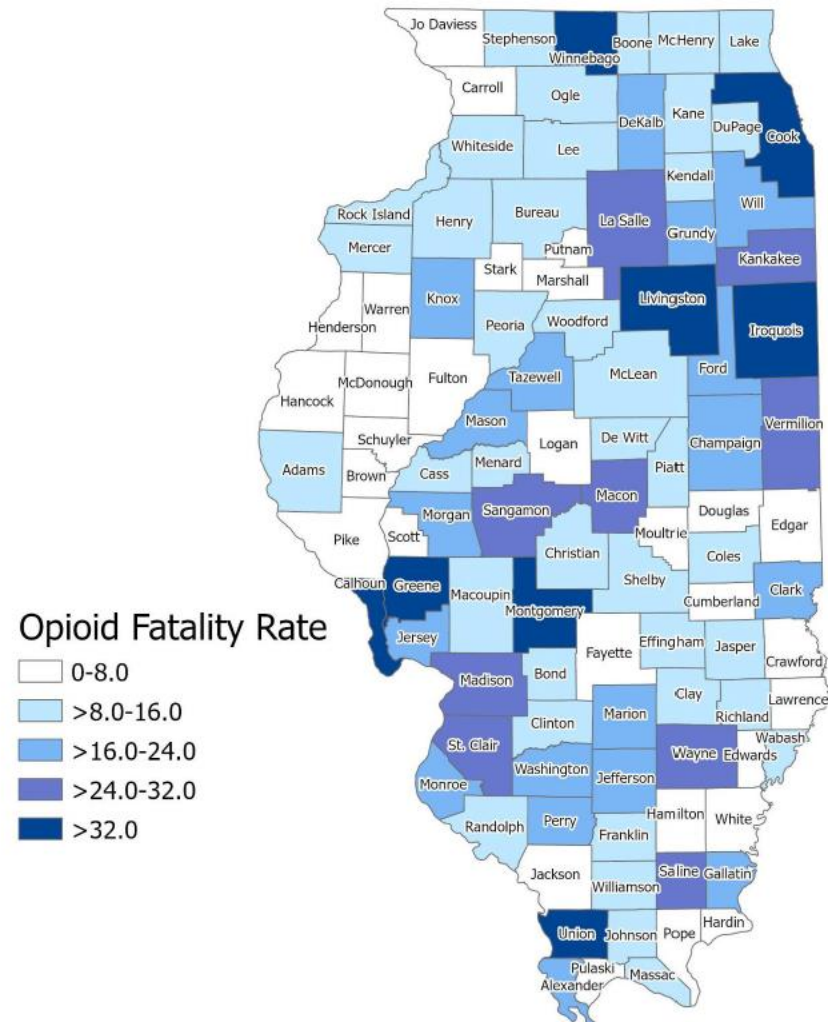 Jo Daviess
Stephenson
Winnebago
Boone
McHenry
Lake
Carroll
Ogle
DeKalb
Kane
DuPage
Cook
Whiteside
Lee
Kendall
Will
Rock Island
Henry
Bureau
La Salle
Grundy
Mercer
Putnam
Kankakee
Stark
Marshall
Knox
Livingston
Warren
Henderson
Peoria
Woodford
Iroquois
Ford
Fulton
Tazewell
McLean
McDonough
Hancock
Mason
Vermilion
Logan
De Witt
Champaign
Schuyler
Menard
Piatt
Adams
Cass
Brown
Macon
Sangamon
Douglas
Morgan
Edgar
Moultrie
Scott
Pike
Christian
Coles
Shelby
Calhoun
Greene
Macoupin
Montgomery
Clark
Cumberland
Jersey
Effingham
Jasper
Fayette
Crawford
Madison
Bond
Clay
Lawrence
Richland
Marion
Clinton
Wabash
St. Clair
Wayne
Edwards
Washington
Jefferson
Monroe
Hamilton
White
Randolph
Perry
Franklin
Jackson
Saline
Gallatin
Williamson
Hardin
Union
Johnson
Pope
Pulaski
Massac
Alexander
Opioid Fatality Rate
0-8.0
>8.0-16.0
>16.0-24.0
>24.0-32.0
>32.0